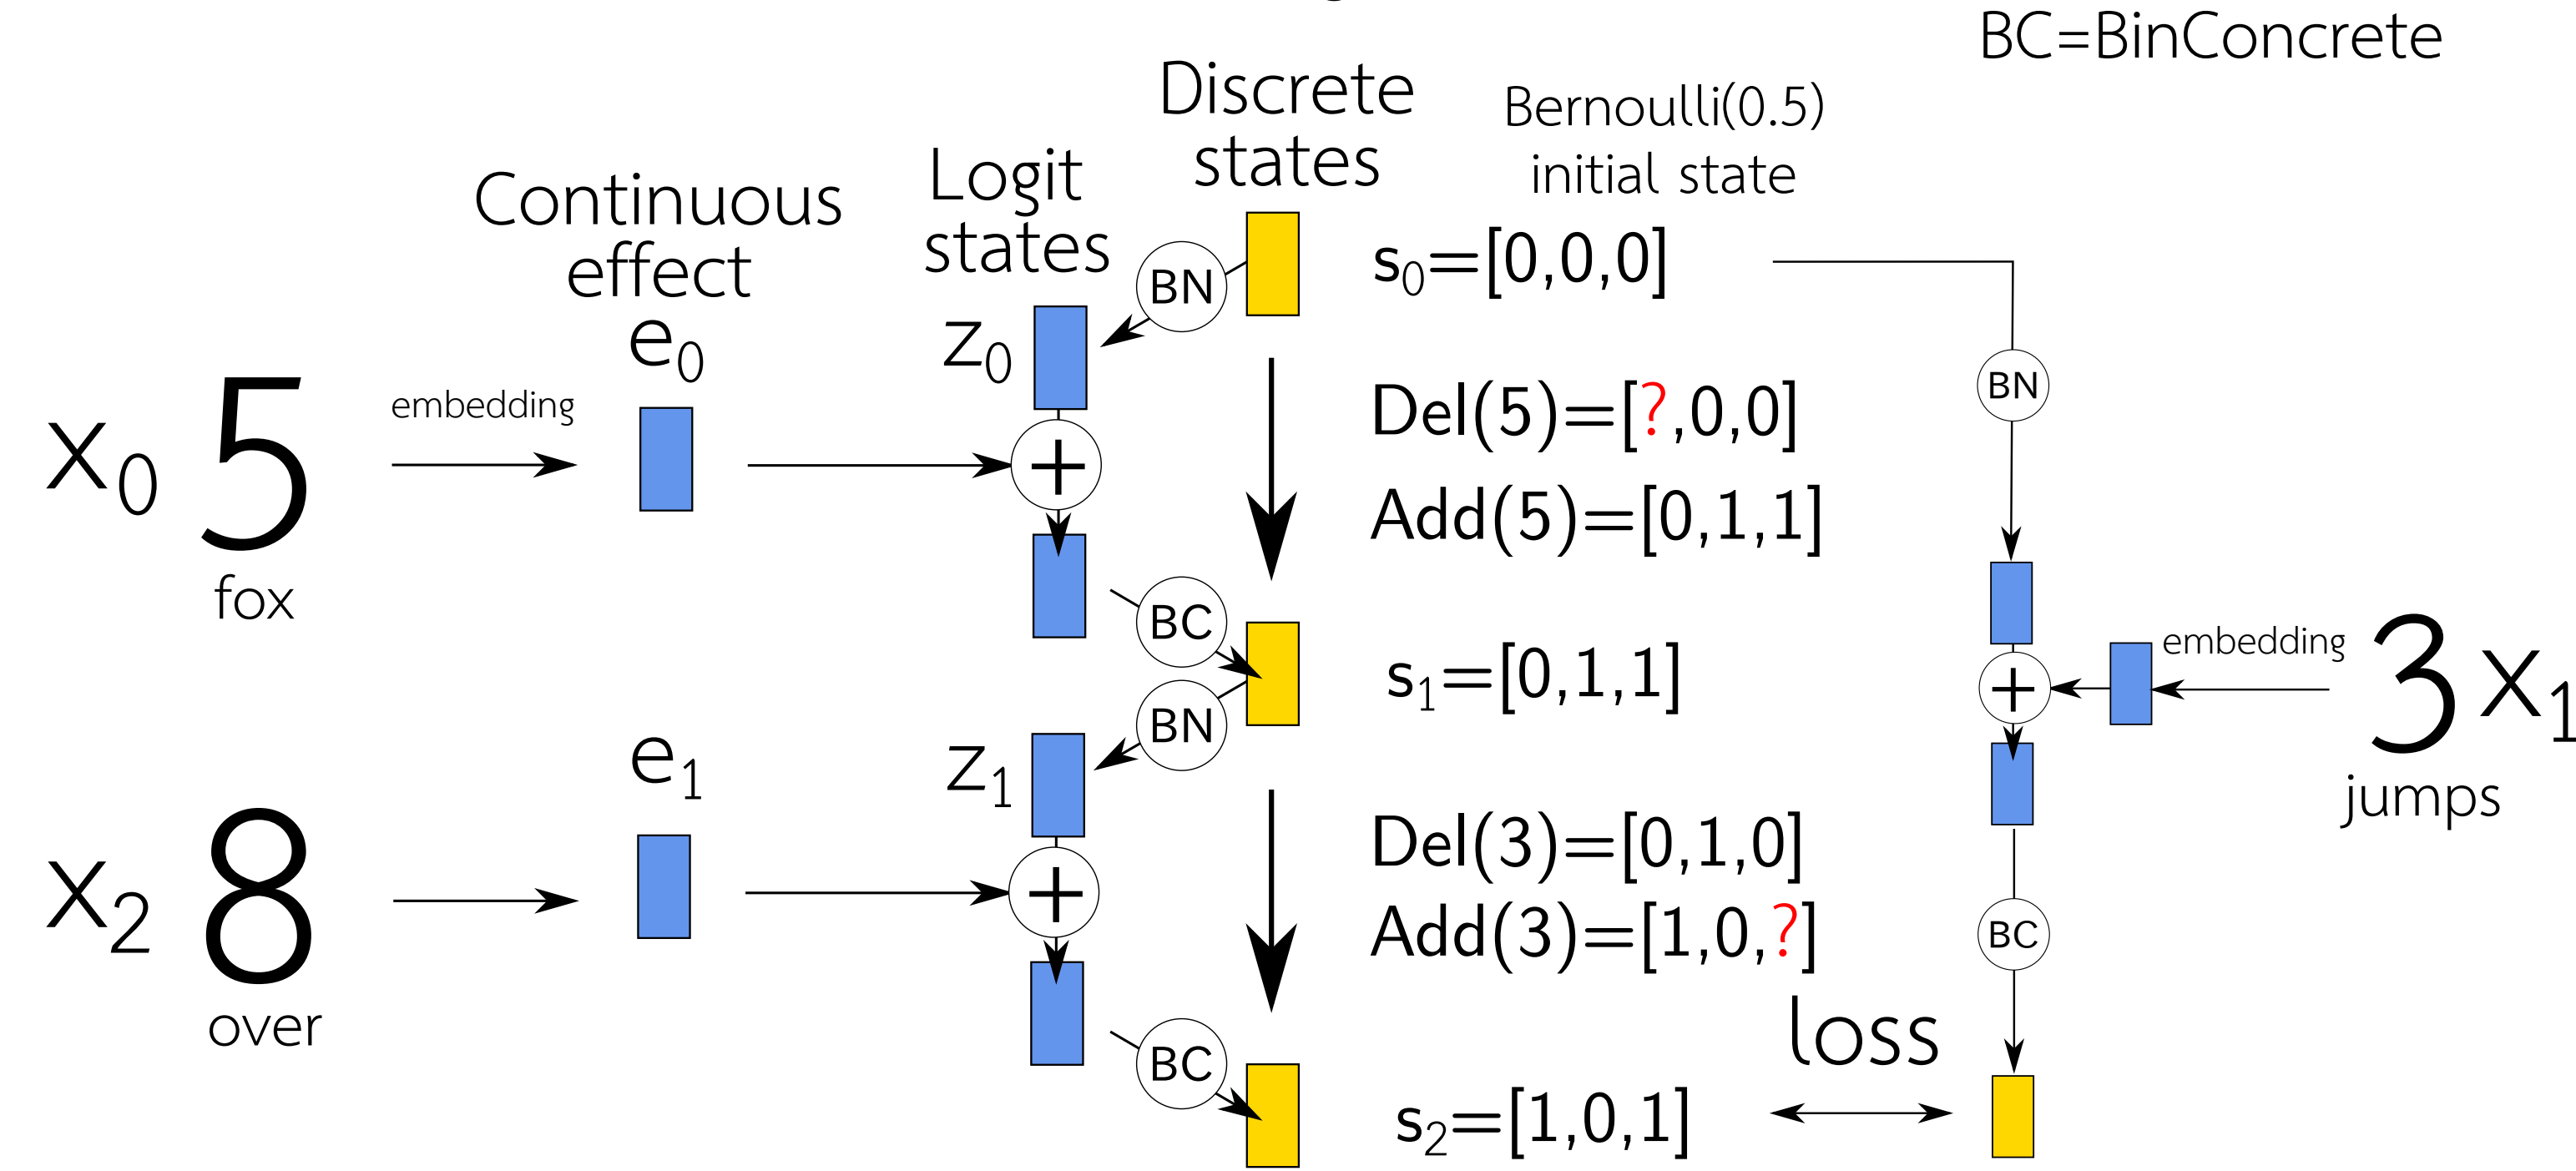 BC=BinConcrete
Discrete
states
Bernoulli(0.5)
initial state
Logit
states
Continuous
effect
s0=[0,0,0]
BN
z0
e0
x0 5
embedding
fox
+
Del(5)=[?,0,0]
Add(5)=[0,1,1]
BN
BC
s1=[0,1,1]
BN
z1
e1
+
embedding
3 x1
jumps
x2 8
over
+
Del(3)=[0,1,0]
Add(3)=[1,0,?]
BC
BC
loss
s2=[1,0,1]